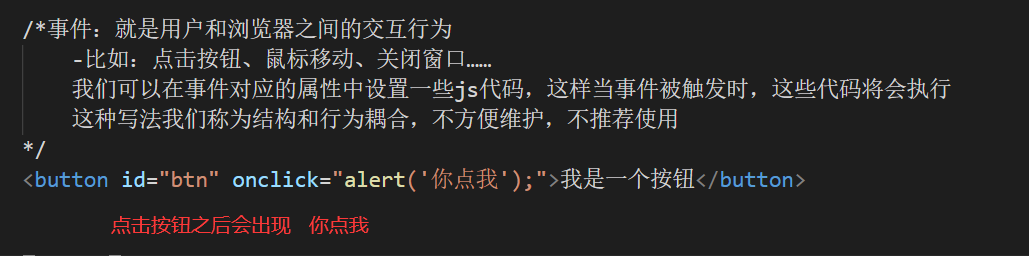 /*事件：就是用户和浏览器之间的交互行为
-比如：点击按钮、鼠标移动、关闭窗口……
我们可以在事件对应的属性中设置一些js代码，这样当事件被触发时，这些代码将会执行
这种写法我们称为结构和行为耦合，不方便维护，不推荐使用
*/
<button id="btn" onclick="alert('你点我');">我是一个按钮</button>
点击按钮之后会出现 你点我